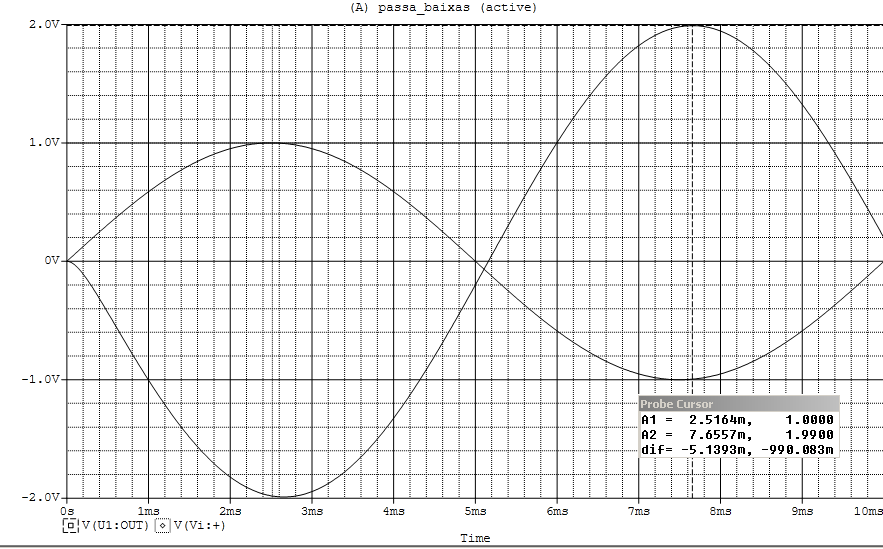 (A) passa_baixas (active)
2.0V
1.0V
0V
-1.0V
-2.0V
Probe Cursor
A1 = 2.5164m, 1.0000
A2 = 7.6557m, 1.9900
dif= -5.1393m, -990.083m
0s 1ms 2ms 3ms 4ms 5ms 6ms 7ms 8ms 9ms 10ms
V(U1:OUT) V(Vi:+)
Time